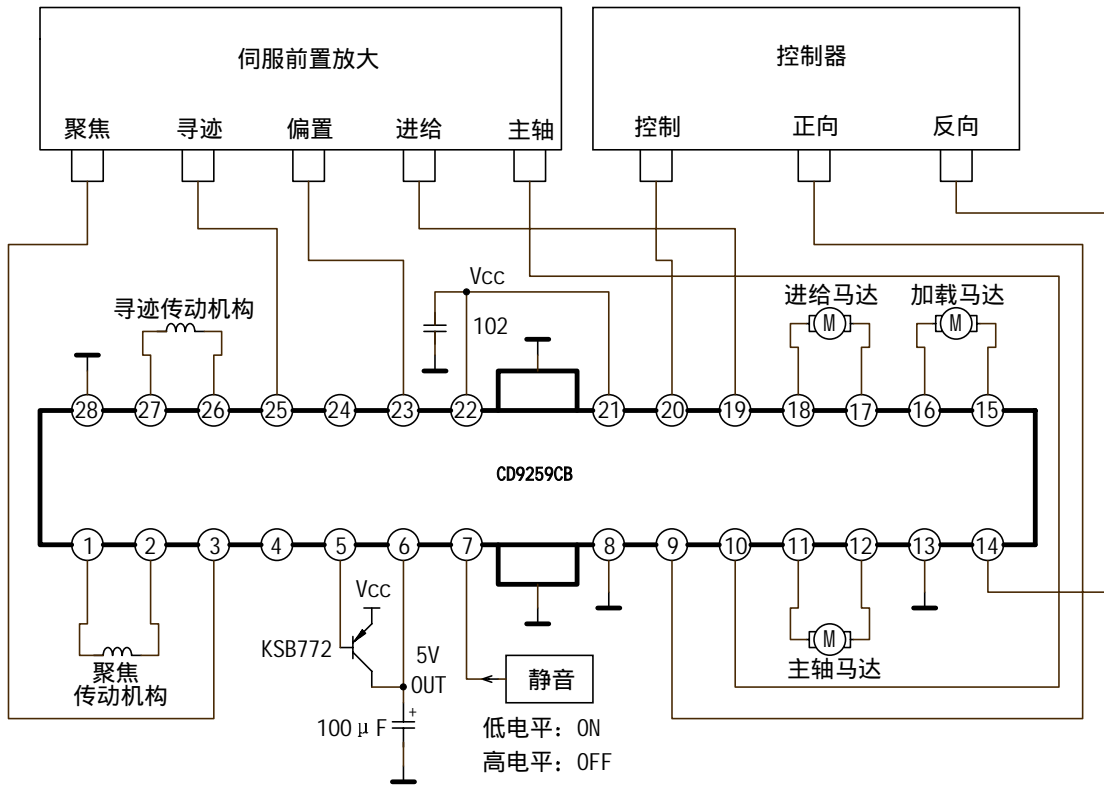 伺服前置放大
控制器
聚焦
寻迹
偏置
进给
主轴
控制
正向
反向
Vcc
102
寻迹传动机构
进给马达
加载马达
M
M
28
27
26
25
24
23
22
21
20
19
18
17
16
15
CD9259CB
1
2
3
4
5
6
7
8
9
10
11
12
13
14
Vcc
KSB772
5V
OUT
M
主轴马达
聚焦
传动机构
静音
+
100μF
低电平：ON
高电平：OFF